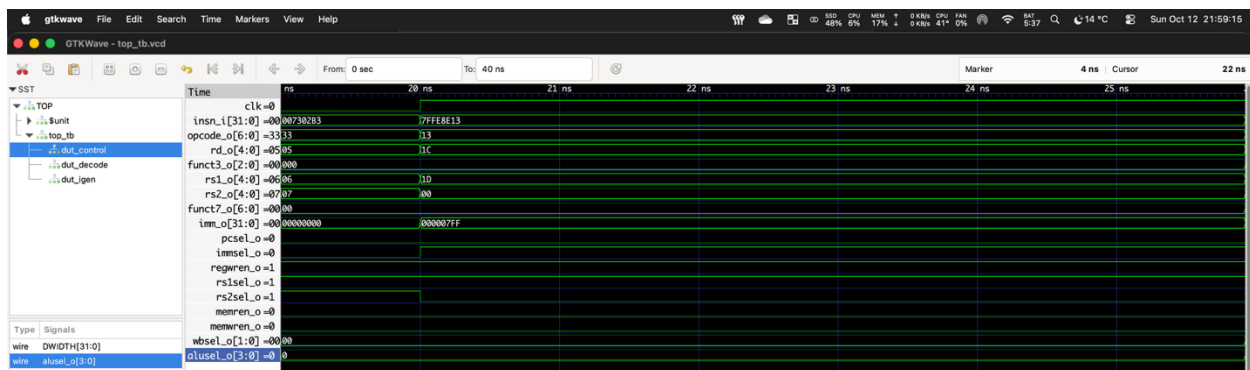 gtkwave File Edit Search Time Markers View Help SSD 48% CPU 6% MEM 17% 0 KB/s 0 KB/s CPU 41° FAN 0% BAT 5:37 14 °C Sun Oct 12 21:59:15
GTKWave - top_tb.vcd
From: 0 sec To: 40 ns Marker 4 ns Cursor 22 ns
SST
TOP
$unit
top_tb
dut_control
dut_decode
dut_igen
Type Signals
wire DWIDTH[31:0]
wire alusel_o[3:0]
Time ns 20 ns 21 ns 22 ns 23 ns 24 ns 25 ns
clk=0
insn_i[31:0] =00 00730283 7FFE8E13
opcode_o[6:0] =33 33 13
rd_o[4:0] =05 05 1C
funct3_o[2:0] =00 000
rs1_o[4:0] =06 06 1D
rs2_o[4:0] =07 07 00
funct7_o[6:0] =00 00
imm_o[31:0] =00 00000000 000007FF
pcsel_o=0
immsel_o=0
regwren_o=1
rs1sel_o=1
rs2sel_o=1
memren_o=0
memwren_o=0
wbsel_o[1:0] =00 00
alusel_o[3:0] =0 0